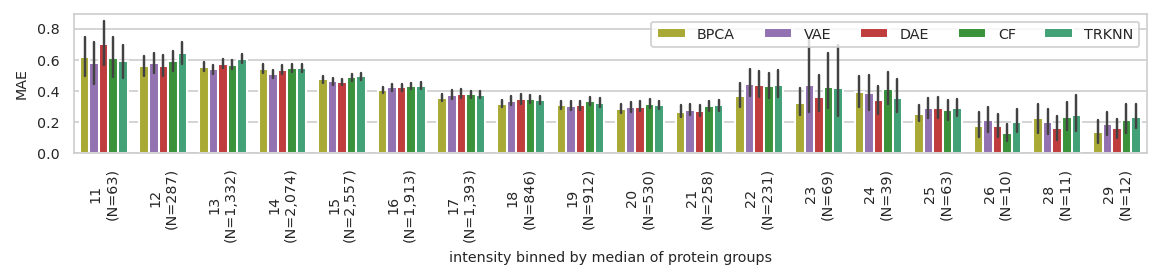 BPCA VAE DAE CF TRKNN
MAE
0.8
0.6
0.4
0.2
0.0
11
(N=63)
12
(N=287)
13
(N=1,332)
14
(N=2,074)
15
(N=2,557)
16
(N=1,913)
17
(N=1,393)
18
(N=846)
19
(N=912)
20
(N=530)
21
(N=258)
22
(N=231)
23
(N=69)
24
(N=39)
25
(N=63)
26
(N=10)
28
(N=11)
29
(N=12)
intensity binned by median of protein groups